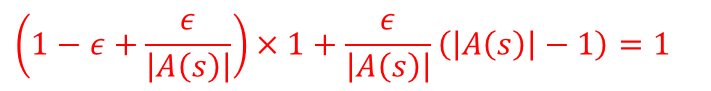 (1 − ϵ + ϵ/|A(s)|) × 1 + ϵ/|A(s)| (|A(s)| − 1) = 1